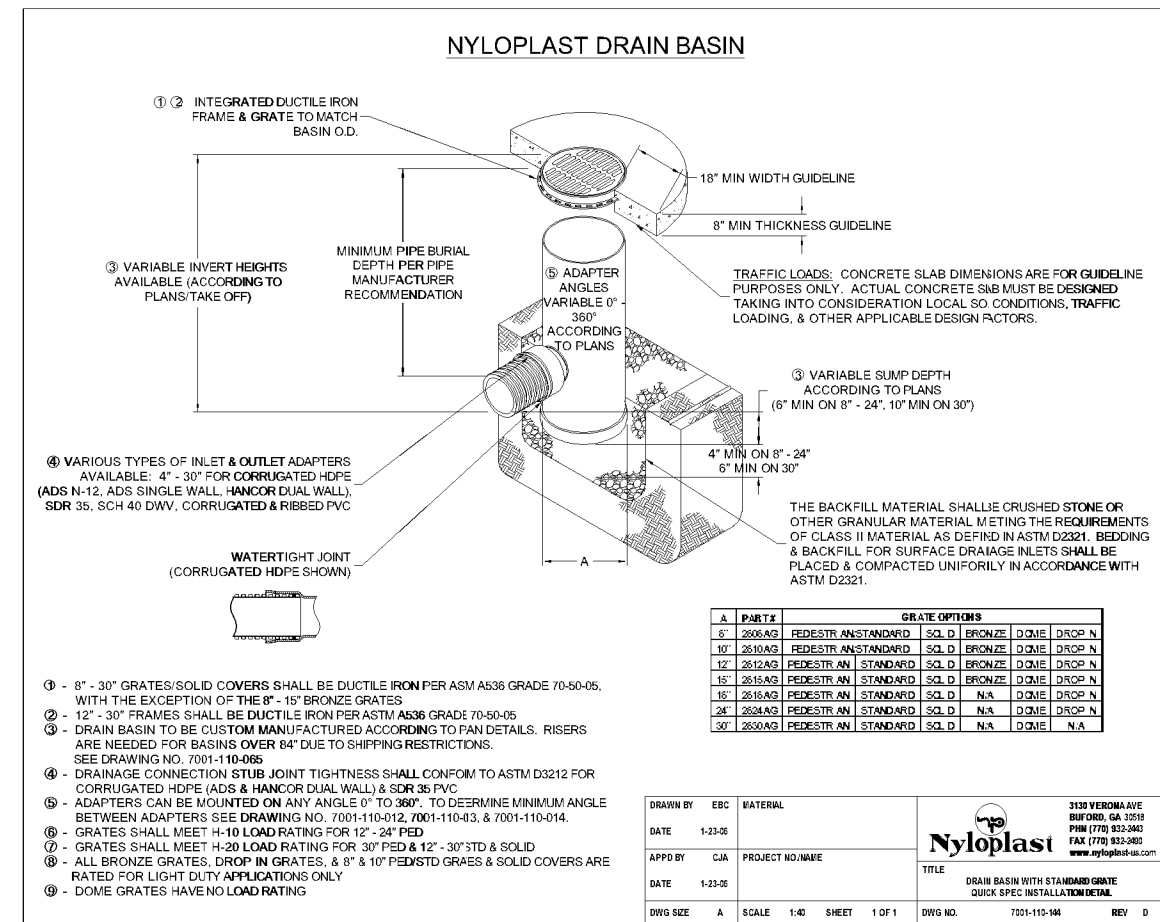 NYLOPLAST DRAIN BASIN
① ② INTEGRATED DUCTILE IRON
FRAME & GRATE TO MATCH
BASIN O.D.
18" MIN WIDTH GUIDELINE
8" MIN THICKNESS GUIDELINE
③ VARIABLE INVERT HEIGHTS
AVAILABLE (ACCORDING TO
PLANS/TAKE OFF)
MINIMUM PIPE BURIAL
DEPTH PER PIPE
MANUFACTURER
RECOMMENDATION
⑤ ADAPTER
ANGLES
VARIABLE 0° -
360°
ACCORDING
TO PLANS
TRAFFIC LOADS: CONCRETE SLAB DIMENSIONS ARE FOR GUIDELINE
PURPOSES ONLY. ACTUAL CONCRETE SLAB MUST BE DESIGNED
TAKING INTO CONSIDERATION LOCAL SO. CONDITIONS, TRAFFIC
LOADING, & OTHER APPLICABLE DESIGN FACTORS.
③ VARIABLE SUMP DEPTH
ACCORDING TO PLANS
(6" MIN ON 8" - 24", 10" MIN ON 30")
4" MIN ON 8" - 24"
6" MIN ON 30"
④ VARIOUS TYPES OF INLET & OUTLET ADAPTERS
AVAILABLE: 4" - 30" FOR CORRUGATED HDPE
(ADS N-12, ADS SINGLE WALL, HANCOR DUAL WALL),
SDR 35, SCH 40 DWV, CORRUGATED & RIBBED PVC
WATERTIGHT JOINT
(CORRUGATED HDPE SHOWN)
A
THE BACKFILL MATERIAL SHALL BE CRUSHED STONE OR
OTHER GRANULAR MATERIAL MEETING THE REQUIREMENTS
OF CLASS II MATERIAL AS DEFINED IN ASTM D2321. BEDDING
& BACKFILL FOR SURFACE DRAINAGE INLETS SHALL BE
PLACED & COMPACTED UNIFORMLY IN ACCORDANCE WITH
ASTM D2321.
A PART# GRATE OPTIONS
8" 2808AG PEDESTRIAN/STANDARD SOLID BRONZE DOME DROP IN
10" 2810AG PEDESTRIAN/STANDARD SOLID BRONZE DOME DROP IN
12" 2812AG PEDESTRIAN STANDARD SOLID BRONZE DOME DROP IN
15" 2815AG PEDESTRIAN STANDARD SOLID BRONZE DOME DROP IN
18" 2818AG PEDESTRIAN STANDARD SOLID N/A DOME DROP IN
24" 2824AG PEDESTRIAN STANDARD SOLID N/A DOME DROP IN
30" 2830AG PEDESTRIAN STANDARD SOLID N/A DOME N/A
① - 8" - 30" GRATES/SOLID COVERS SHALL BE DUCTILE IRON PER ASM A536 GRADE 70-50-05,
WITH THE EXCEPTION OF THE 8" - 15" BRONZE GRATES
② - 12" - 30" FRAMES SHALL BE DUCTILE IRON PER ASTM A536 GRADE 70-50-05
③ - DRAIN BASIN TO BE CUSTOM MANUFACTURED ACCORDING TO PAN DETAILS. RISERS
ARE NEEDED FOR BASINS OVER 84" DUE TO SHIPPING RESTRICTIONS.
SEE DRAWING NO. 7001-110-065
④ - DRAINAGE CONNECTION STUB JOINT TIGHTNESS SHALL CONFORM TO ASTM D3212 FOR
CORRUGATED HDPE (ADS & HANCOR DUAL WALL) & SDR 35 PVC
⑤ - ADAPTERS CAN BE MOUNTED ON ANY ANGLE 0° TO 360°. TO DETERMINE MINIMUM ANGLE
BETWEEN ADAPTERS SEE DRAWING NO. 7001-110-012, 7001-110-13, & 7001-110-014.
⑥ - GRATES SHALL MEET H-10 LOAD RATING FOR 12" - 24" PED
⑦ - GRATES SHALL MEET H-20 LOAD RATING FOR 30" PED & 12" - 30" STD & SOLID
⑧ - ALL BRONZE GRATES, DROP IN GRATES, & 8" & 10" PED/STD GRATES & SOLID COVERS ARE
RATED FOR LIGHT DUTY APPLICATIONS ONLY
⑨ - DOME GRATES HAVE NO LOAD RATING
DRAWN BY EBC MATERIAL
DATE 1-23-06
APPD BY CJA PROJECT NO./NAME
DATE 1-23-06
DWG SIZE A SCALE 1:40 SHEET 1 OF 1
Nyloplast
3130 VERONA AVE
BUFORD, GA 30518
PHN (770) 932-2443
FAX (770) 932-2490
www.nyloplast-us.com
TITLE
DRAIN BASIN WITH STANDARD GRATE
QUICK SPEC INSTALLATION DETAIL
DWG NO. 7001-110-144 REV D